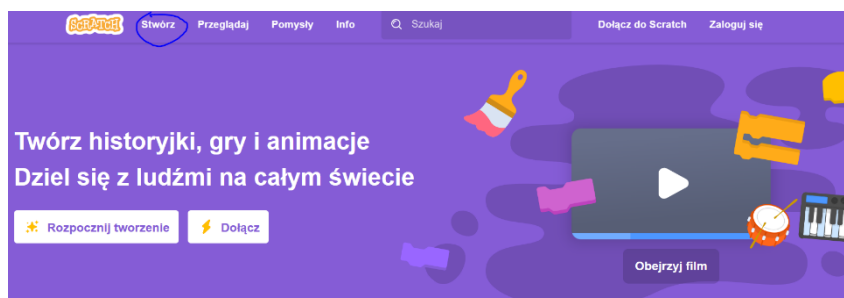 SCRATCH Stwórz Przeglądaj Pomysły Info Szukaj Dołącz do Scratch Zaloguj się
Twórz historyjki, gry i animacje
Dziel się z ludźmi na całym świecie
Rozpocznij tworzenie Dołącz
Obejrzyj film